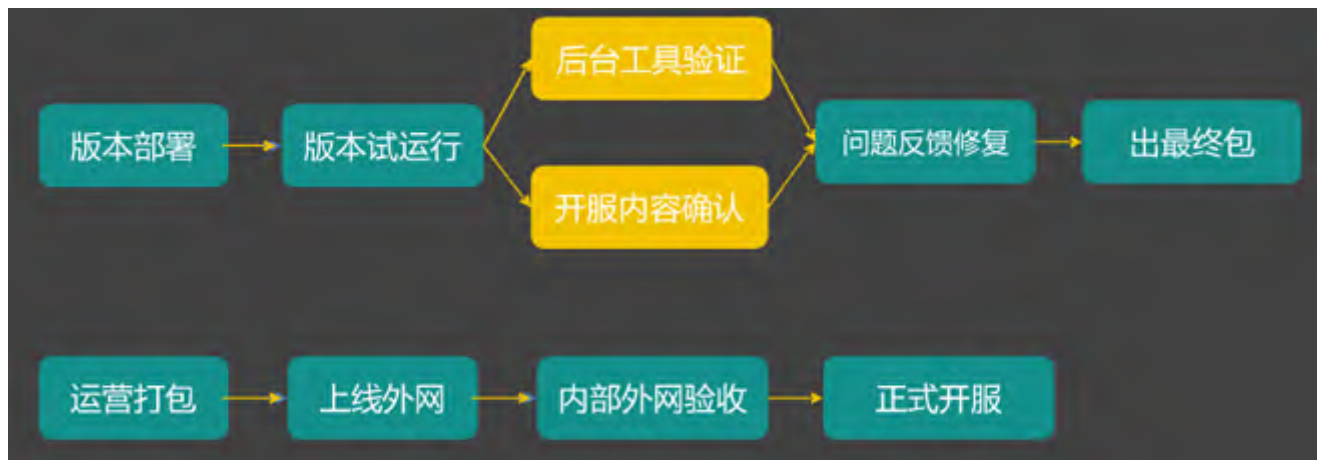 后台工具验证
版本部署
版本试运行
问题反馈修复
出最终包
开服内容确认
运营打包
上线外网
内部外网验收
正式开服